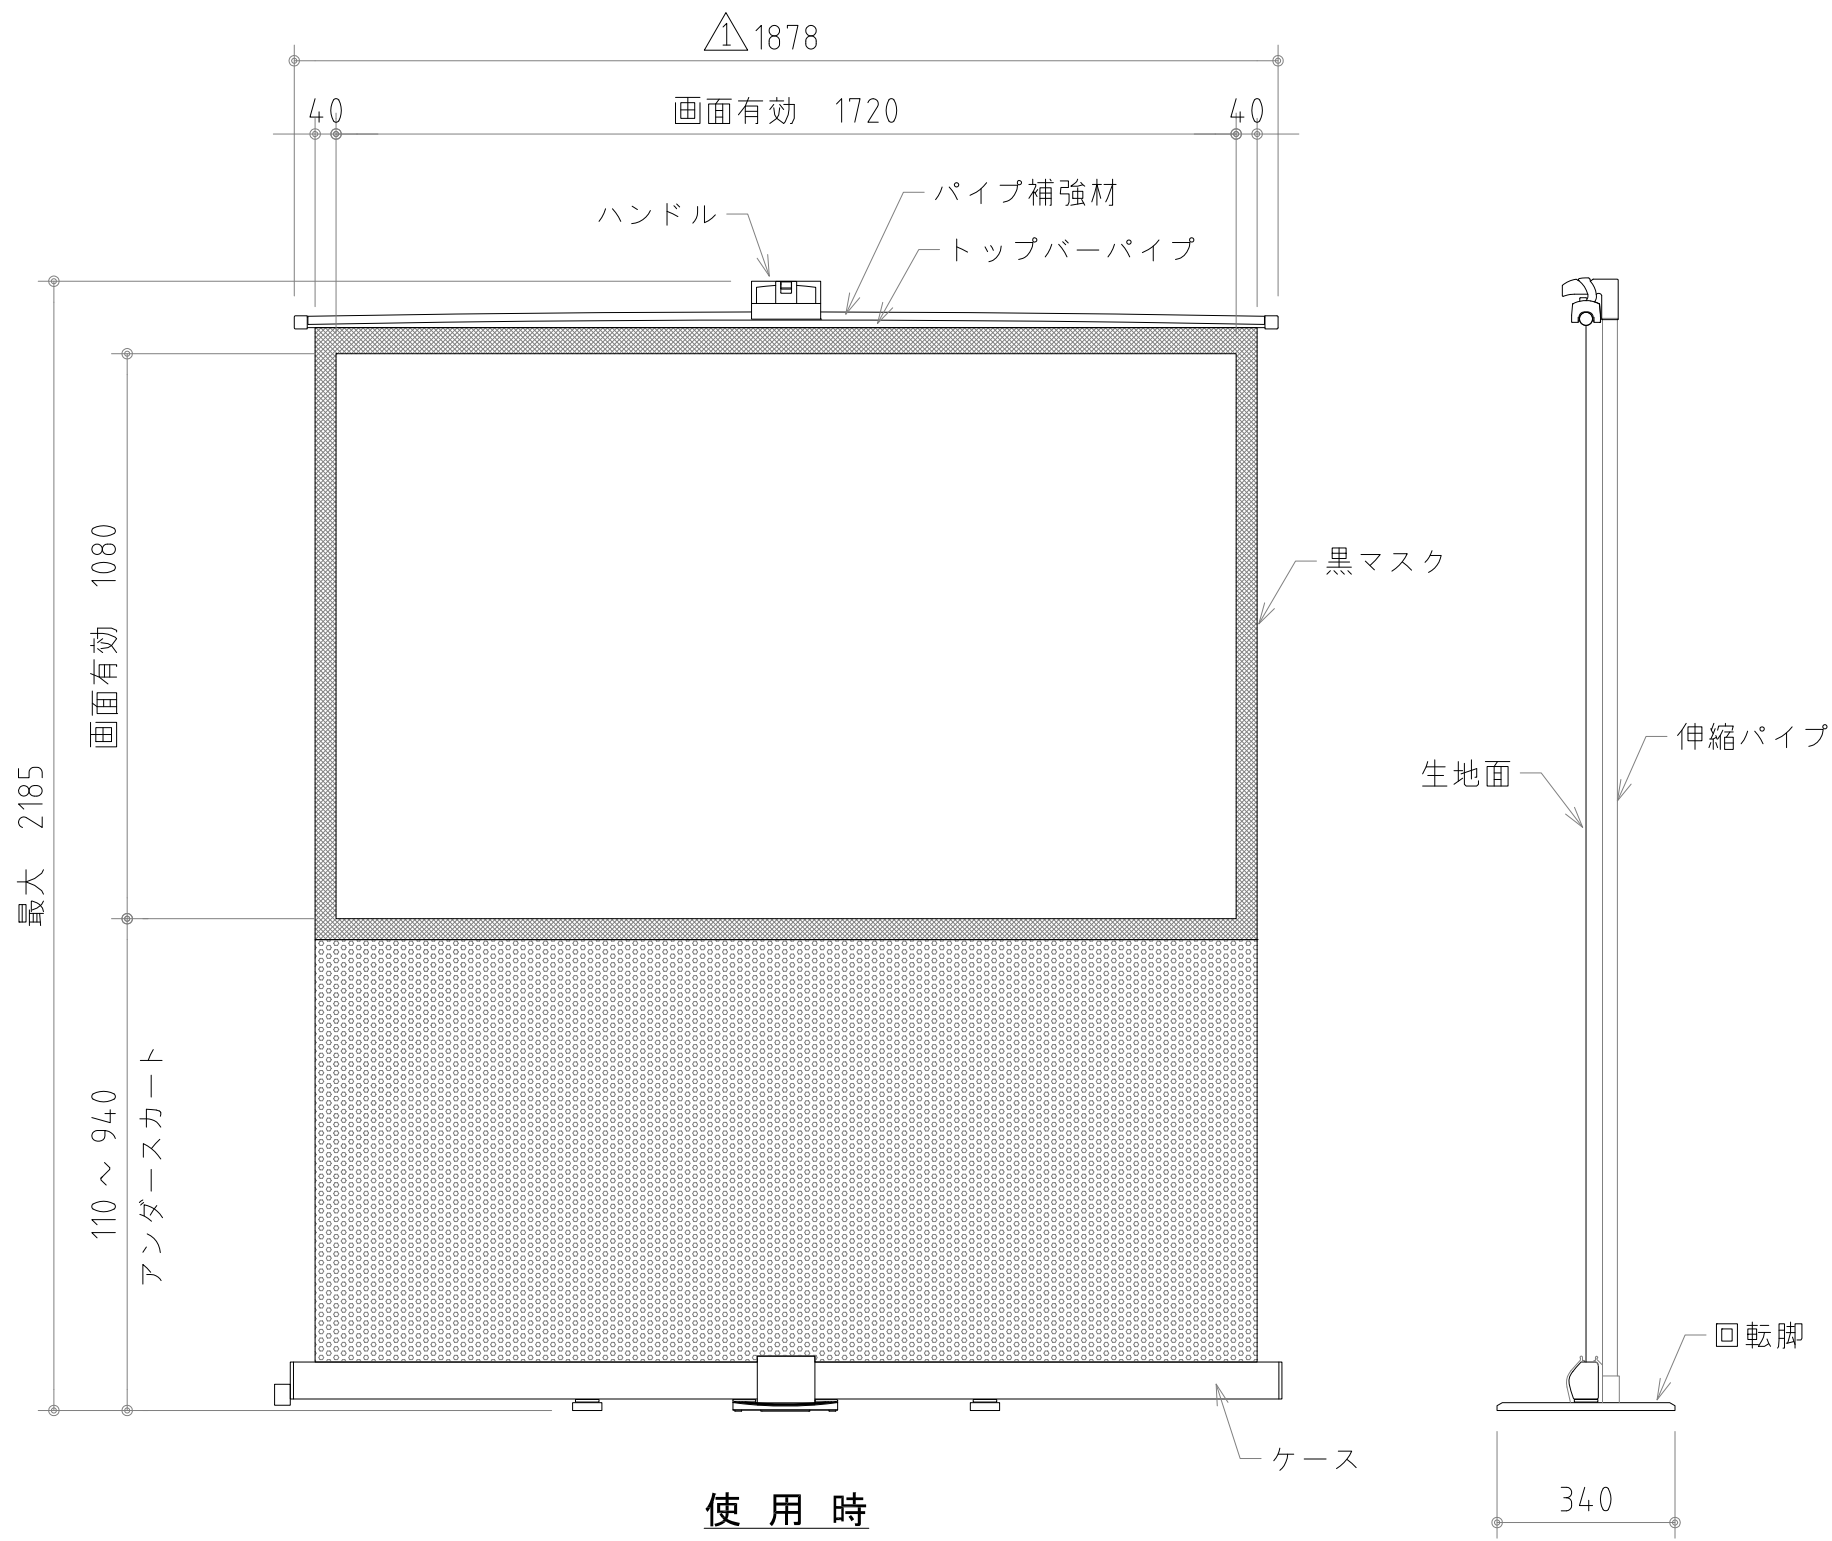 1 1878
40 画面有効 1720 40
パイプ補強材
ハンドル
トップバーパイプ
画面有効 1080
黒マスク
最大 2185
伸縮パイプ
生地面
110～940
アンダースカート
回転脚
ケース
340
使用時